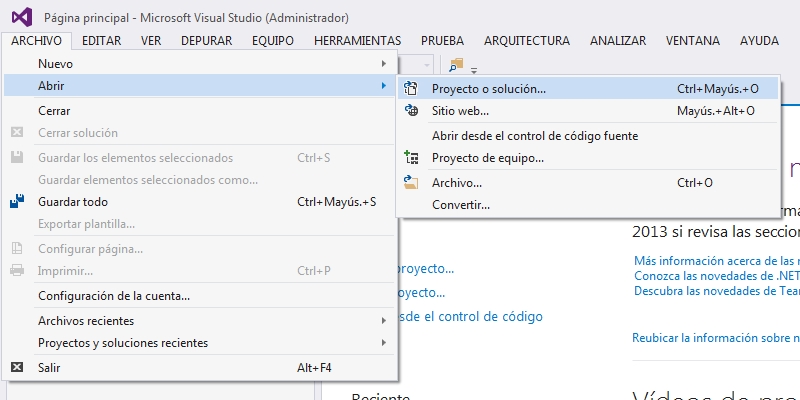 Página principal - Microsoft Visual Studio (Administrador)
ARCHIVO EDITAR VER DEPURAR EQUIPO HERRAMIENTAS PRUEBA ARQUITECTURA ANALIZAR VENTANA AYUDA
Nuevo
Abrir
Cerrar
Cerrar solución
Guardar los elementos seleccionados Ctrl+S
Guardar elementos seleccionados como...
Guardar todo Ctrl+Mayús.+S
Exportar plantilla...
Configurar página...
Imprimir... Ctrl+P
Configuración de la cuenta...
Archivos recientes
Proyectos y soluciones recientes
Salir Alt+F4
Proyecto o solución... Ctrl+Mayús.+O
Sitio web... Mayús.+Alt+O
Abrir desde el control de código fuente
Proyecto de equipo...
Archivo... Ctrl+O
Convertir...
2013 si revisa las seccion
Más información acerca de las n
Conozca las novedades de .NET
Descubra las novedades de Tean
Reubicar la información sobre n
royecto...
yecto...
sde el control de código
Reciente
Vídeos de pro